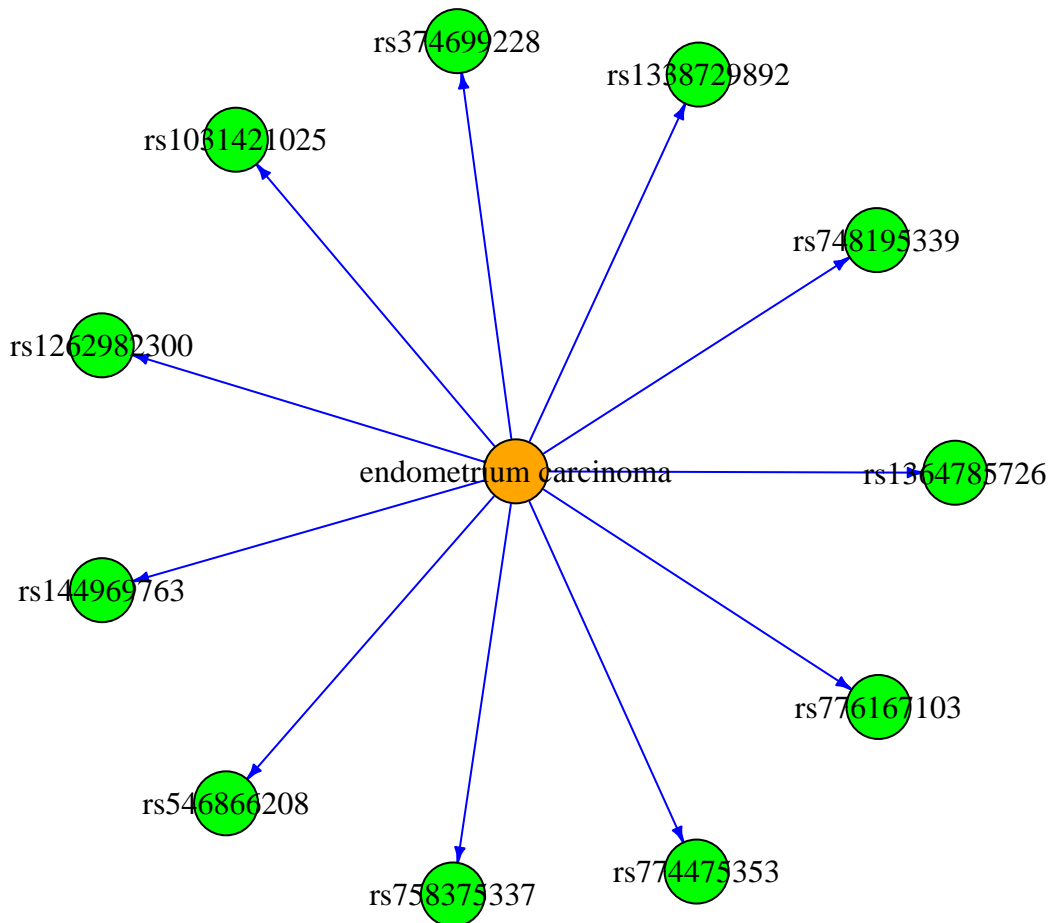 rs374699228
rs1338729892
rs1031421025
rs748195339
rs1262982300
endometrium carcinoma
rs1364785726
rs144969763
rs776167103
rs546866208
rs774475353
rs758375337